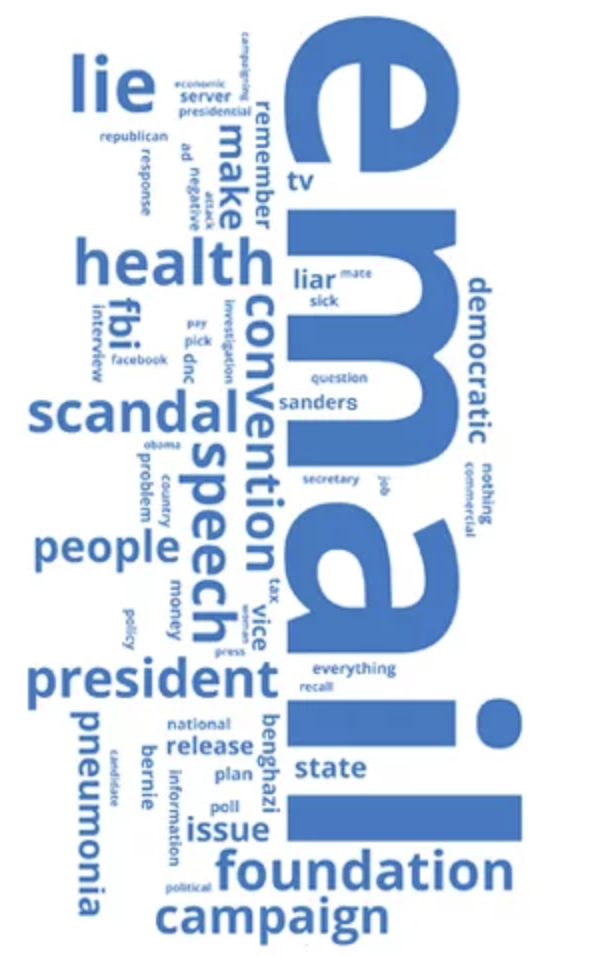 email
lie
campaigning
economic
server
presidential
remember
republican
response
ad
negative
attack
make
tv
health
liar
mate
sick
democratic
interview
fbi
facebook
pay
pick
dnc
investigation
convention
question
sanders
scandal
obama
problem
country
speech
secretary
job
nothing
commercial
people
money
policy
tax
vice
woman
press
president
everything
recall
pneumonia
candidate
bernie
national
release
benghazi
plan
information
poll
issue
state
foundation
political
campaign